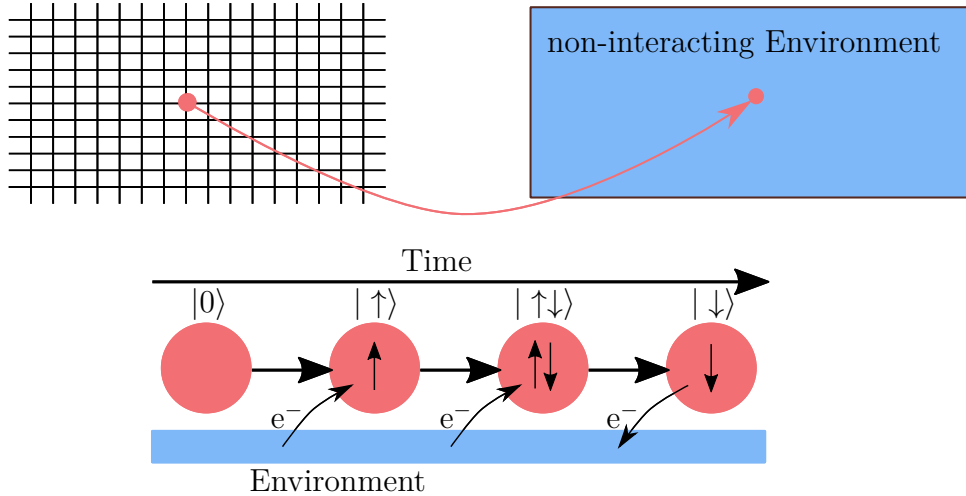 non-interacting Environment
Time
|0⟩ |↑⟩ |↑↓⟩ |↓⟩
e⁻ e⁻ e⁻
Environment